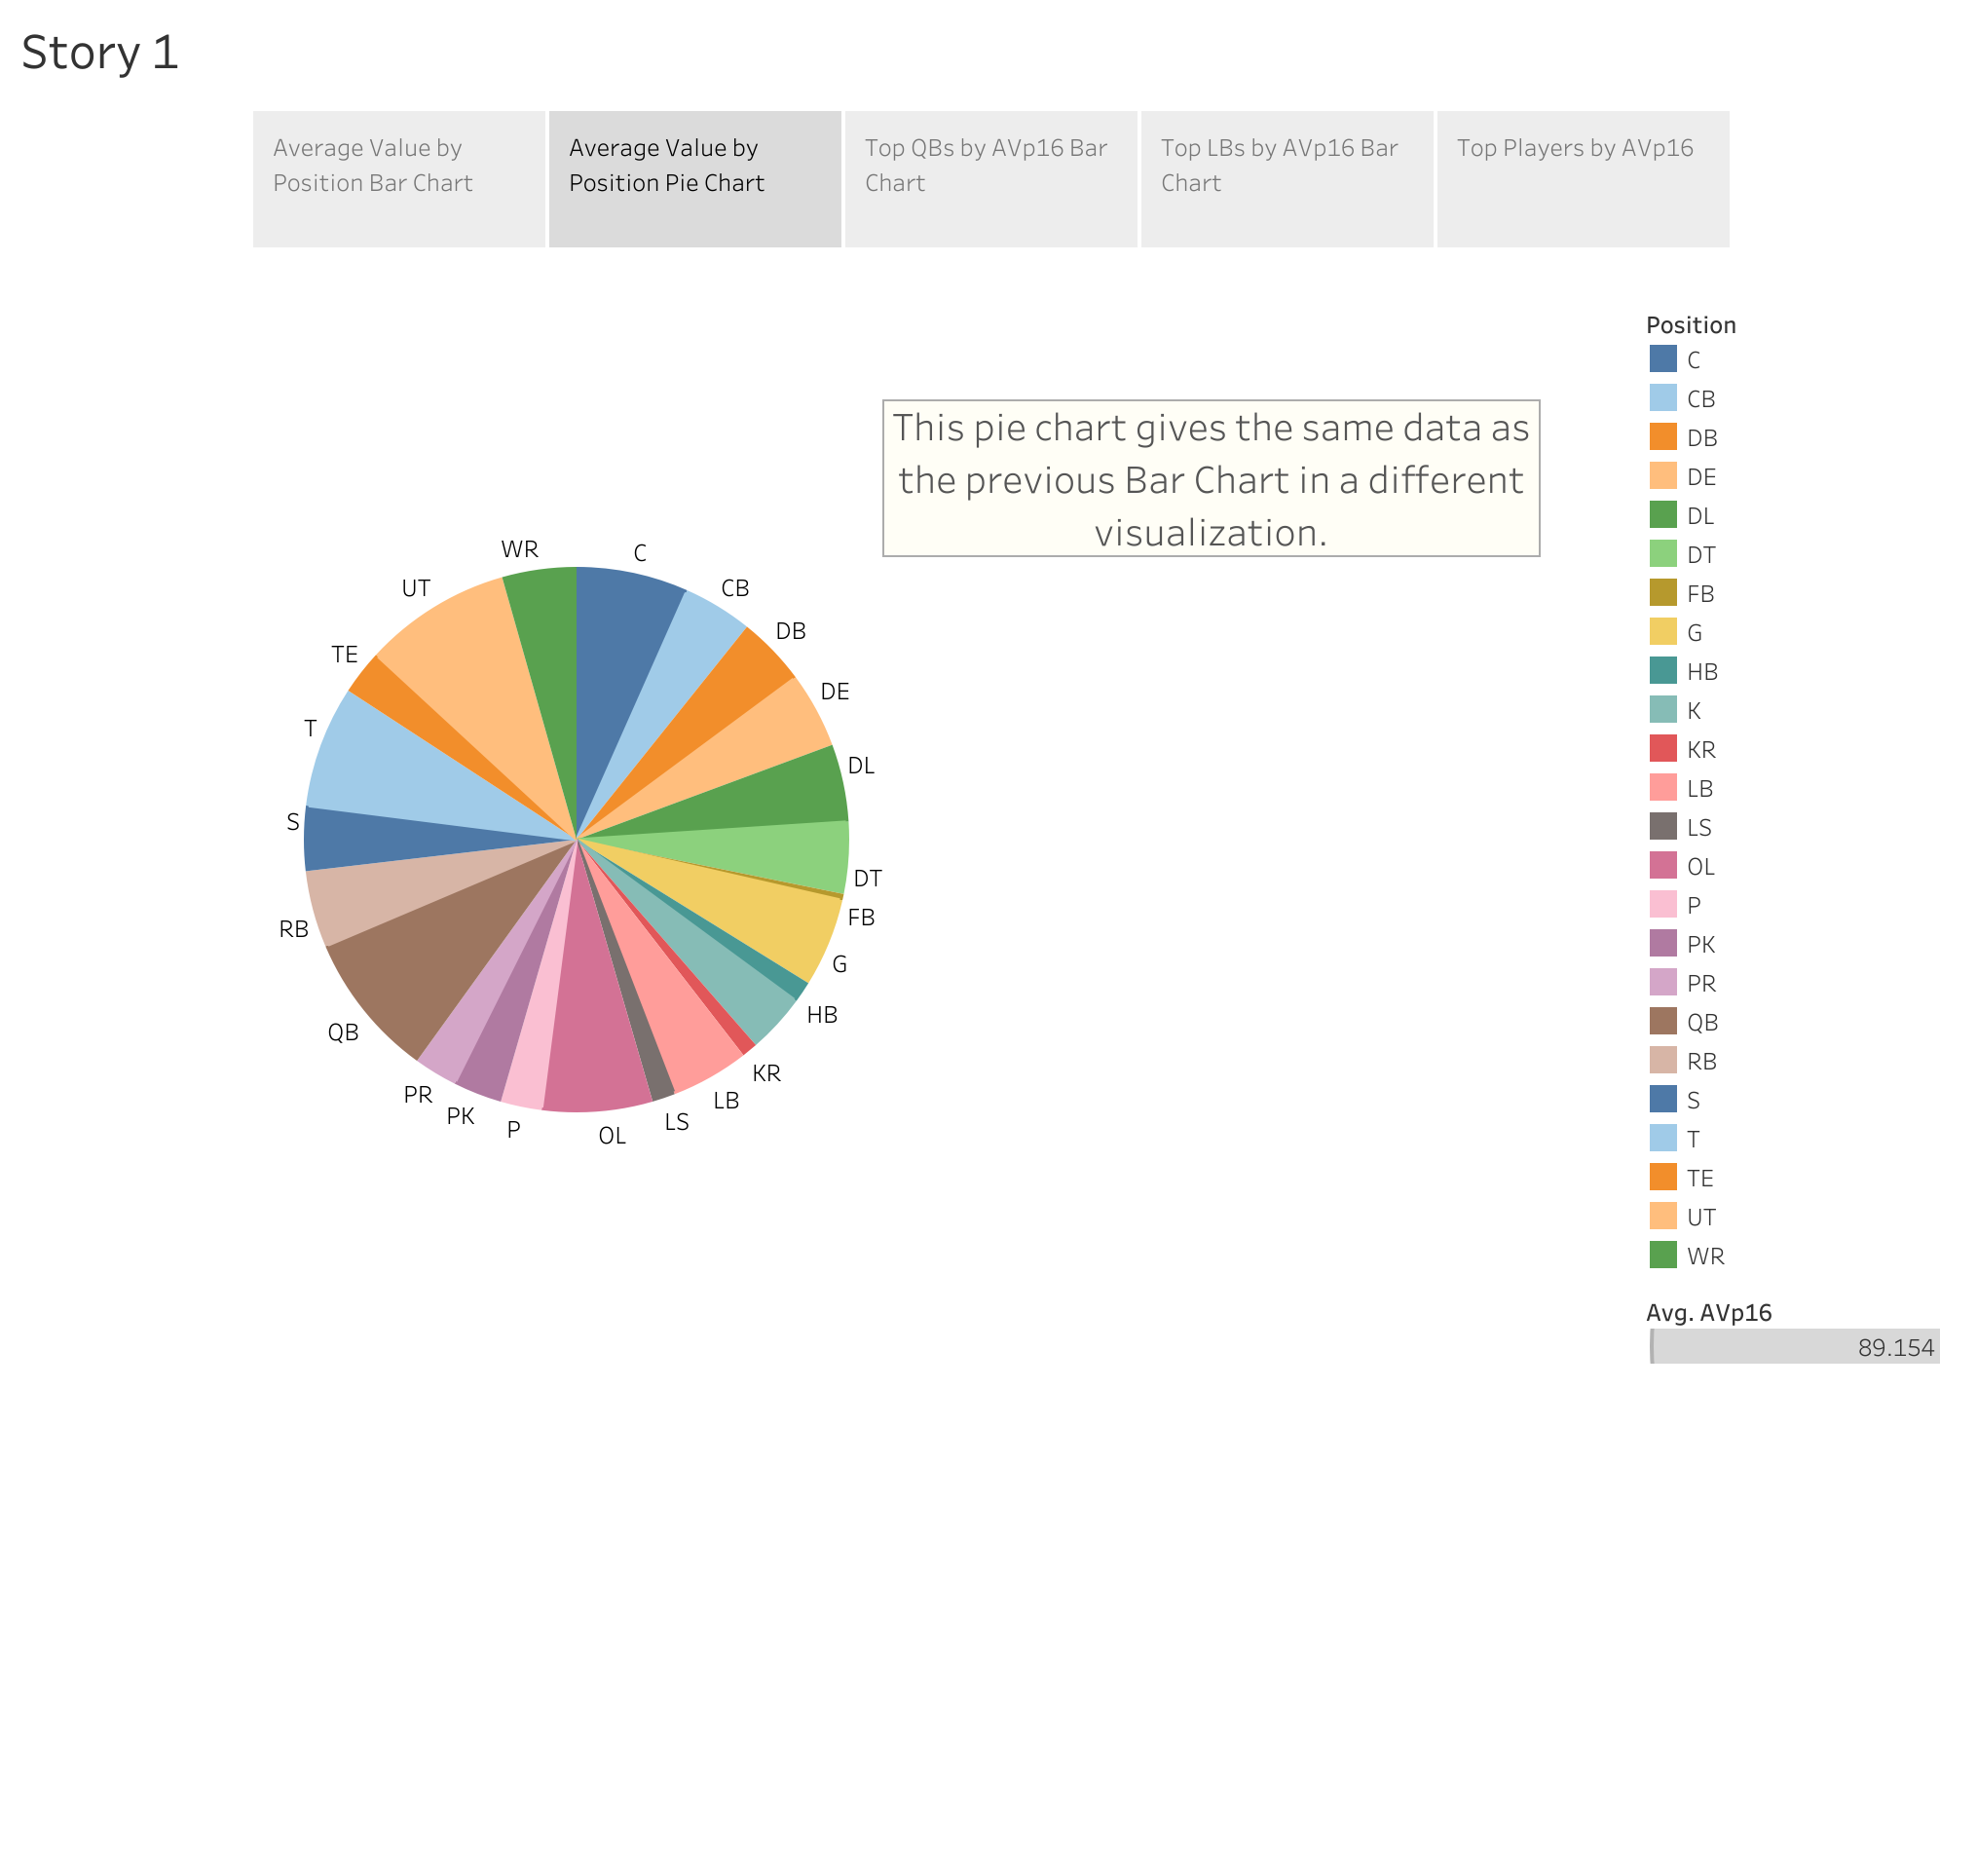 Story 1
Average Value by
Position Bar Chart
Average Value by
Position Pie Chart
Top QBs by AVp16 Bar
Chart
Top LBs by AVp16 Bar
Chart
Top Players by AVp16
This pie chart gives the same data as
the previous Bar Chart in a different
visualization.
WR
C
UT
CB
DB
TE
DE
T
DL
S
DT
FB
RB
G
HB
QB
KR
PR
LB
PK
LS
P
OL
Position
C
CB
DB
DE
DL
DT
FB
G
HB
K
KR
LB
LS
OL
P
PK
PR
QB
RB
S
T
TE
UT
WR
Avg. AVp16
89.154